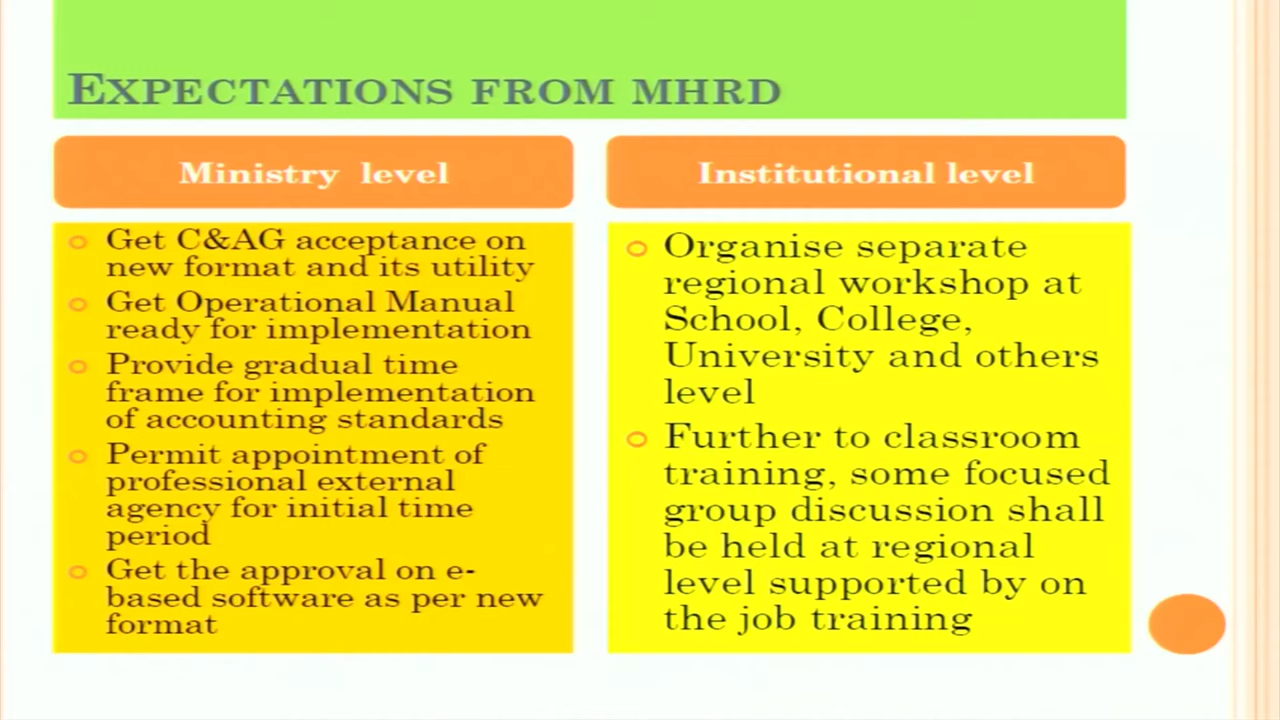 EXPECTATIONS FROM MHRD
Ministry level
Get C&AG acceptance on
new format and its utility
Get Operational Manual
ready for implementation
Provide gradual time
frame for implementation
of accounting standards
Permit appointment of
professional external
agency for initial time
period
Get the approval on e-
based software as per new
format
Institutional level
Organise separate
regional workshop at
School, College,
University and others
level
Further to classroom
training, some focused
group discussion shall
be held at regional
level supported by on
the job training